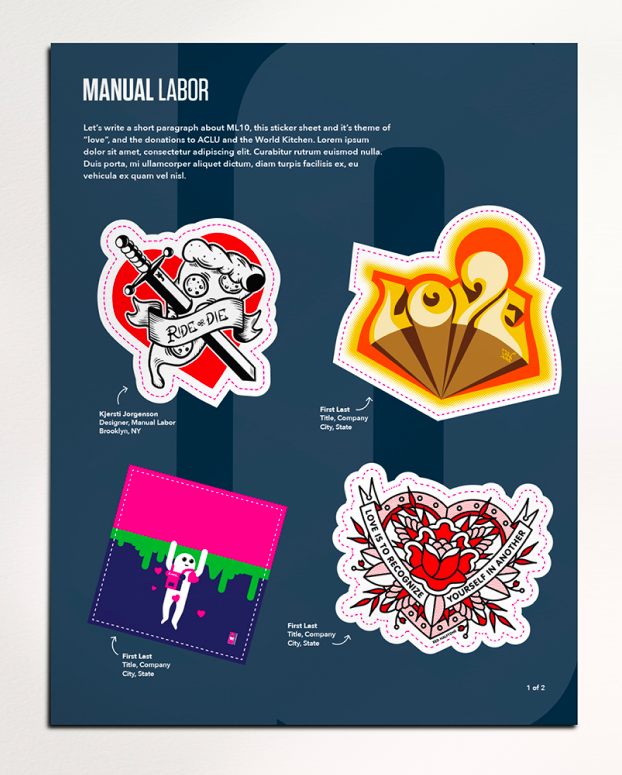 MANUAL LABOR
Let's write a short paragraph about ML10, this sticker sheet and it's theme of
"love", and the donations to ACLU and the World Kitchen. Lorem ipsum
dolor sit amet, consectetur adipiscing elit. Curabitur rutrum euismod nulla.
Duis porta, mi ullamcorper aliquet dictum, diam turpis facilisis ex, eu
vehicula ex quam vel nisl.
RIDE OR DIE
LOVE
Kjersti Jorgenson
Designer, Manual Labor
Brooklyn, NY
First Last
Title, Company
City, State
LOVE IS TO RECOGNIZE
YOURSELF IN ANOTHER
First Last
Title, Company
City, State
First Last
Title, Company
City, State
1 of 2